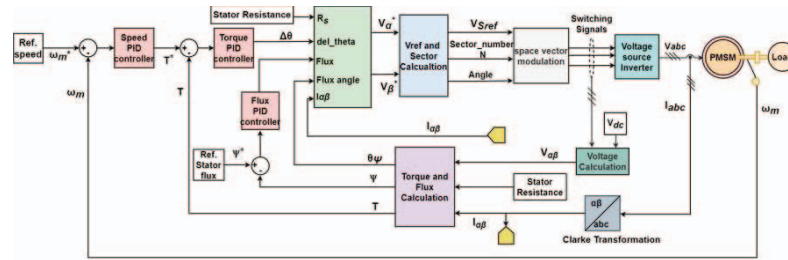 Stator Resistance
Ref.
speed
ωm*
Speed
PID
controller
T*
Torque
PID
controller
Δθ
T
ωm
Flux PID
controller
Ref.
Stator
flux
Ψ*
Rs
del_theta
Flux
Flux angle
Iαβ
Vα*
Vβ*
Vref and
Sector
Calcualtion
VSref
Sector_number
N
Angle
space vector
modulation
Switching
Signals
Voltage
source
Inverter
Vabc
PMSM
Loa
ωm
Iabc
Vdc
Voltage
Calculation
Iαβ
Vαβ
θΨ
Ψ
T
Torque and
Flux
Calculation
Stator
Resistance
Iαβ
αβ
abc
Clarke Transformation